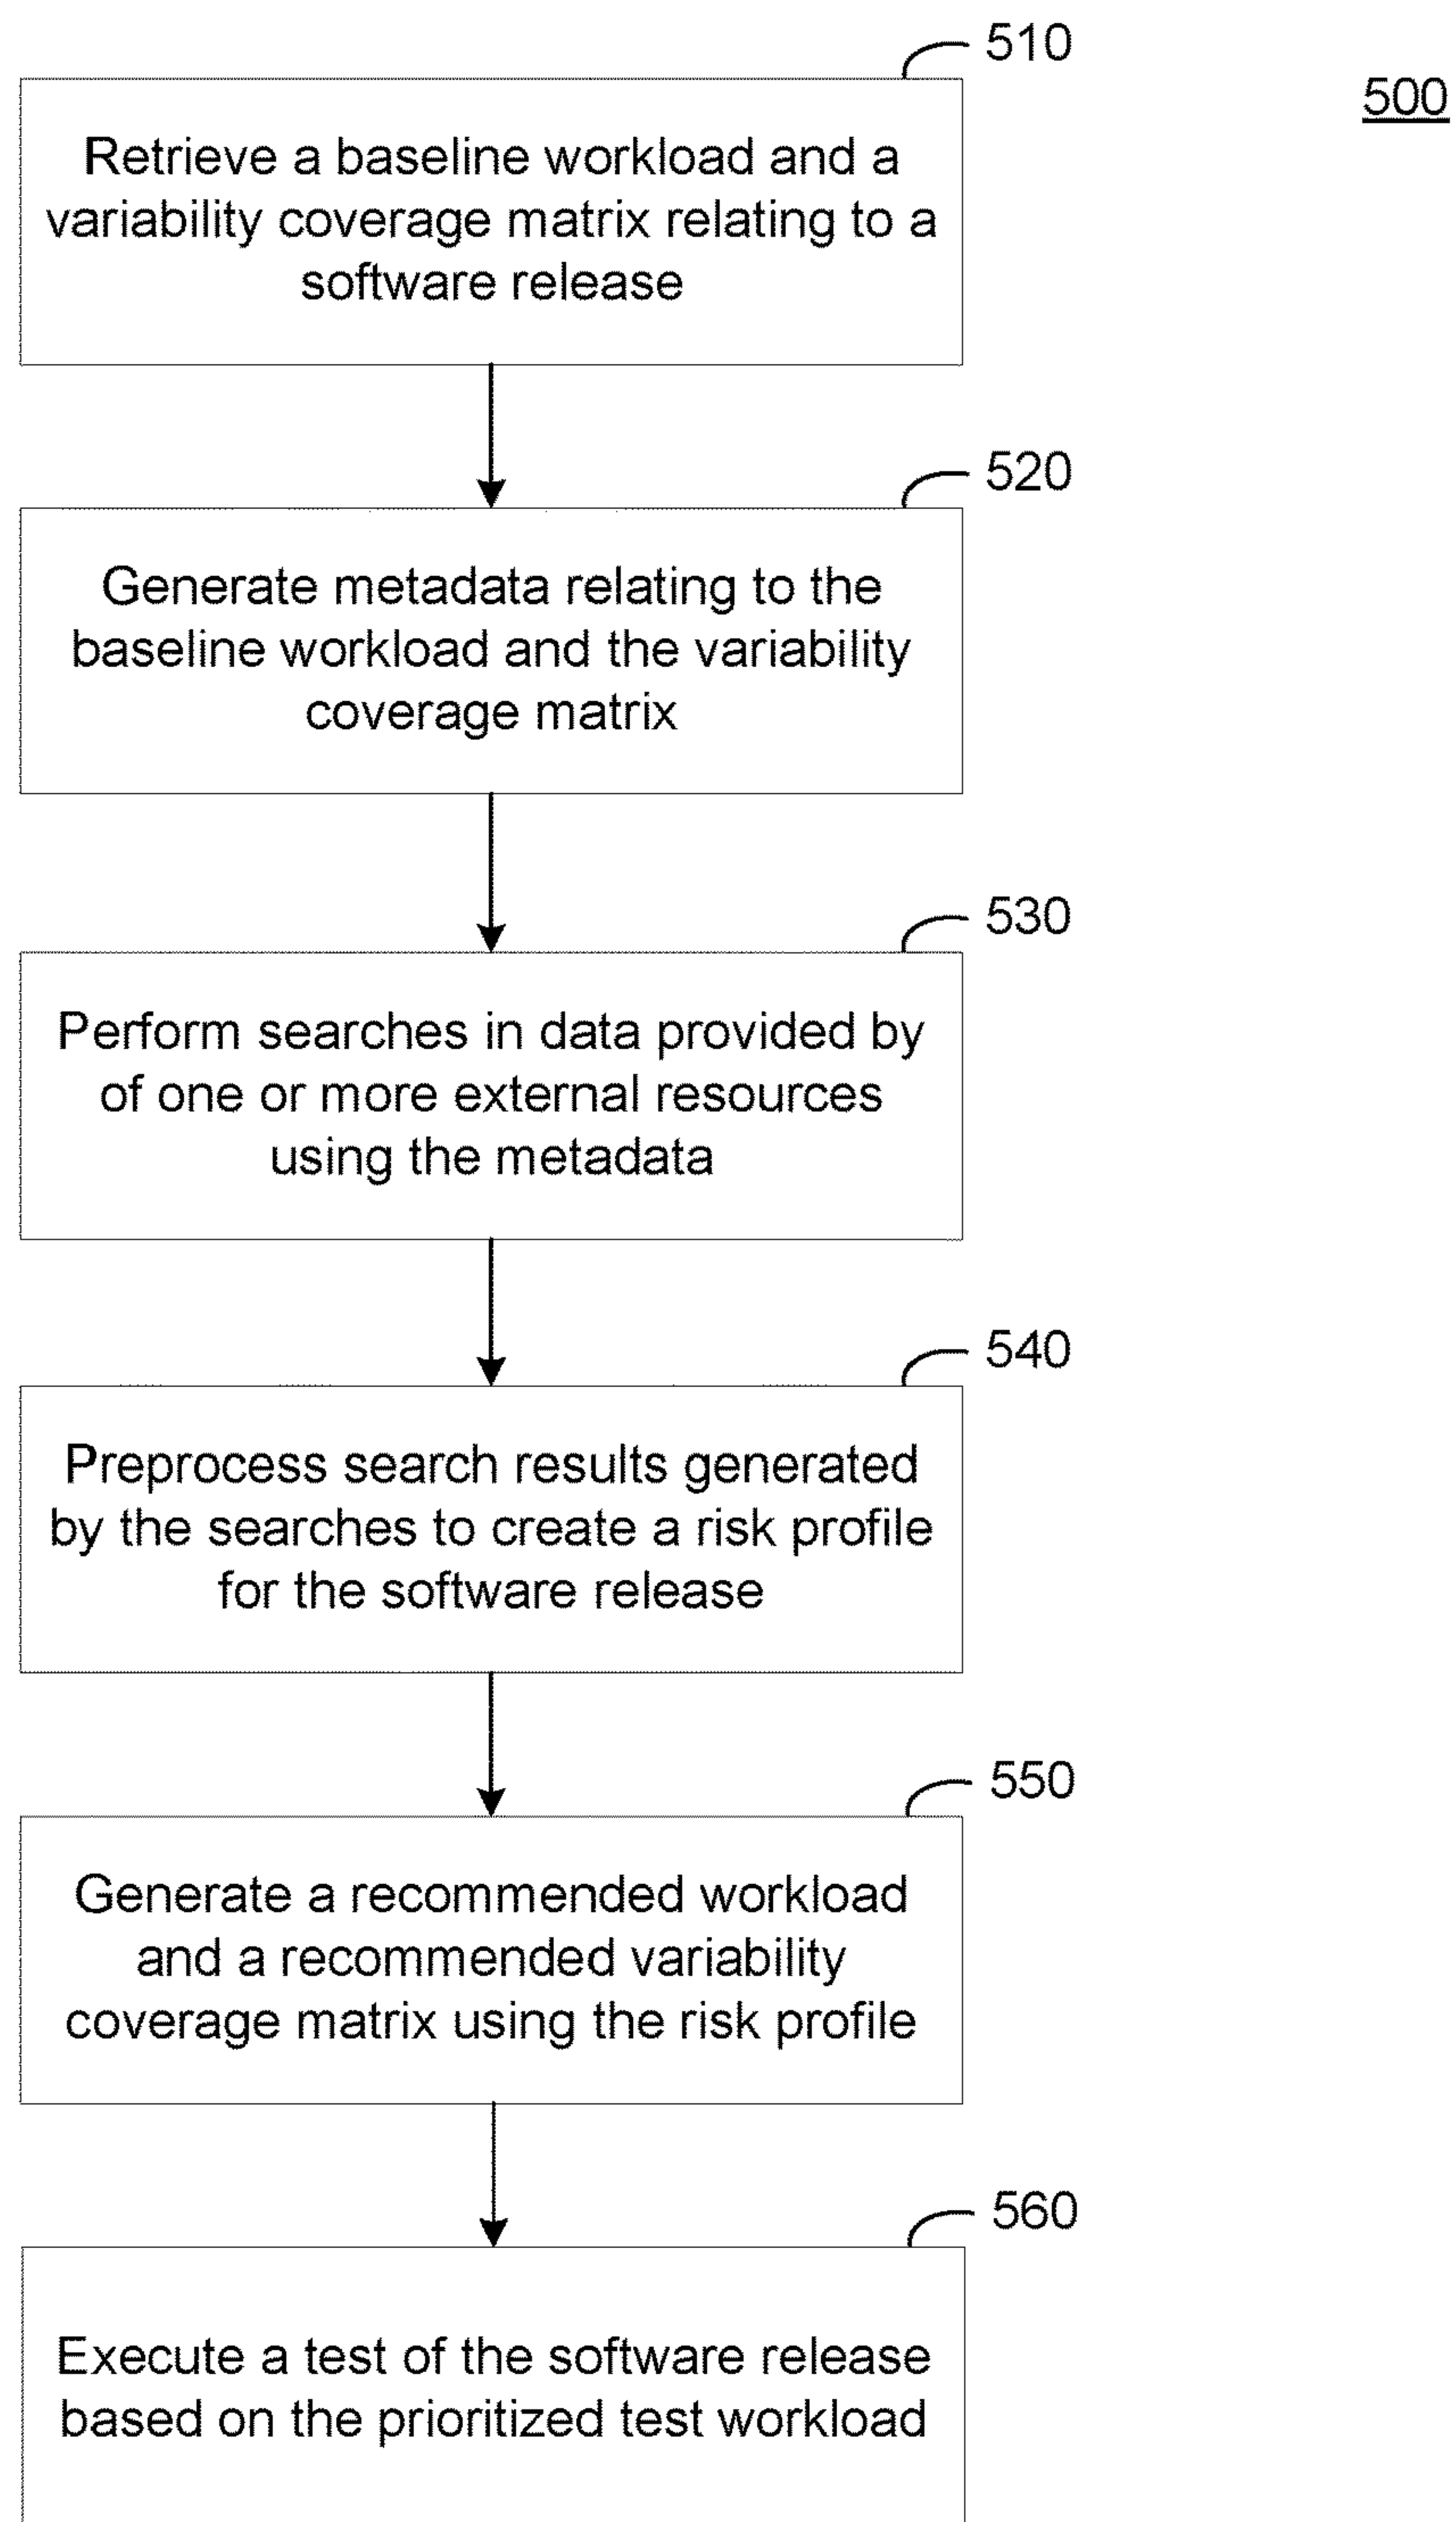 510
500
Retrieve a baseline workload and a
variability coverage matrix relating to a
software release
520
Generate metadata relating to the
baseline workload and the variability
coverage matrix
530
Perform searches in data provided by
of one or more external resources
using the metadata
540
Preprocess search results generated
by the searches to create a risk profile
for the software release
550
Generate a recommended workload
and a recommended variability
coverage matrix using the risk profile
560
Execute a test of the software release
based on the prioritized test workload